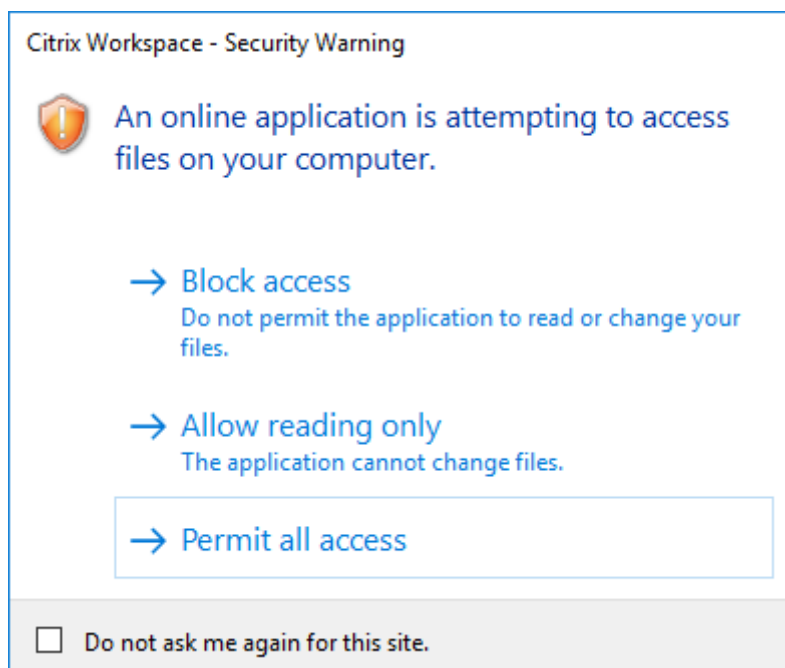 Citrix Workspace - Security Warning
An online application is attempting to access
files on your computer.
Block access
Do not permit the application to read or change your
files.
Allow reading only
The application cannot change files.
Permit all access
Do not ask me again for this site.